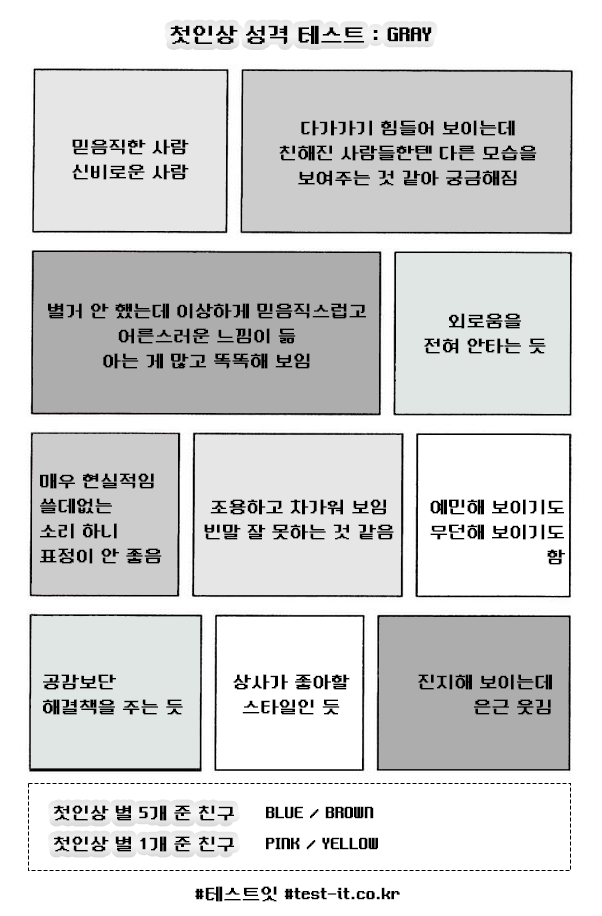 첫인상 성격 테스트 : GRAY
믿음직한 사람
신비로운 사람
다가가기 힘들어 보이는데
친해진 사람들한텐 다른 모습을
보여주는 것 같아 궁금해짐
별거 안 했는데 이상하게 믿음직스럽고
어른스러운 느낌이 듦
아는 게 많고 똑똑해 보임
외로움을
전혀 안타는 듯
매우 현실적임
쓸데없는
소리 하니
표정이 안 좋음
조용하고 차가워 보임
빈말 잘 못하는 것 같음
예민해 보이기도
무던해 보이기도
함
공감보단
해결책을 주는 듯
상사가 좋아할
스타일인 듯
진지해 보이는데
은근 웃김
첫인상 별 5개 준 친구 BLUE / BROWN
첫인상 별 1개 준 친구 PINK / YELLOW
#테스트잇 #test-it.co.kr